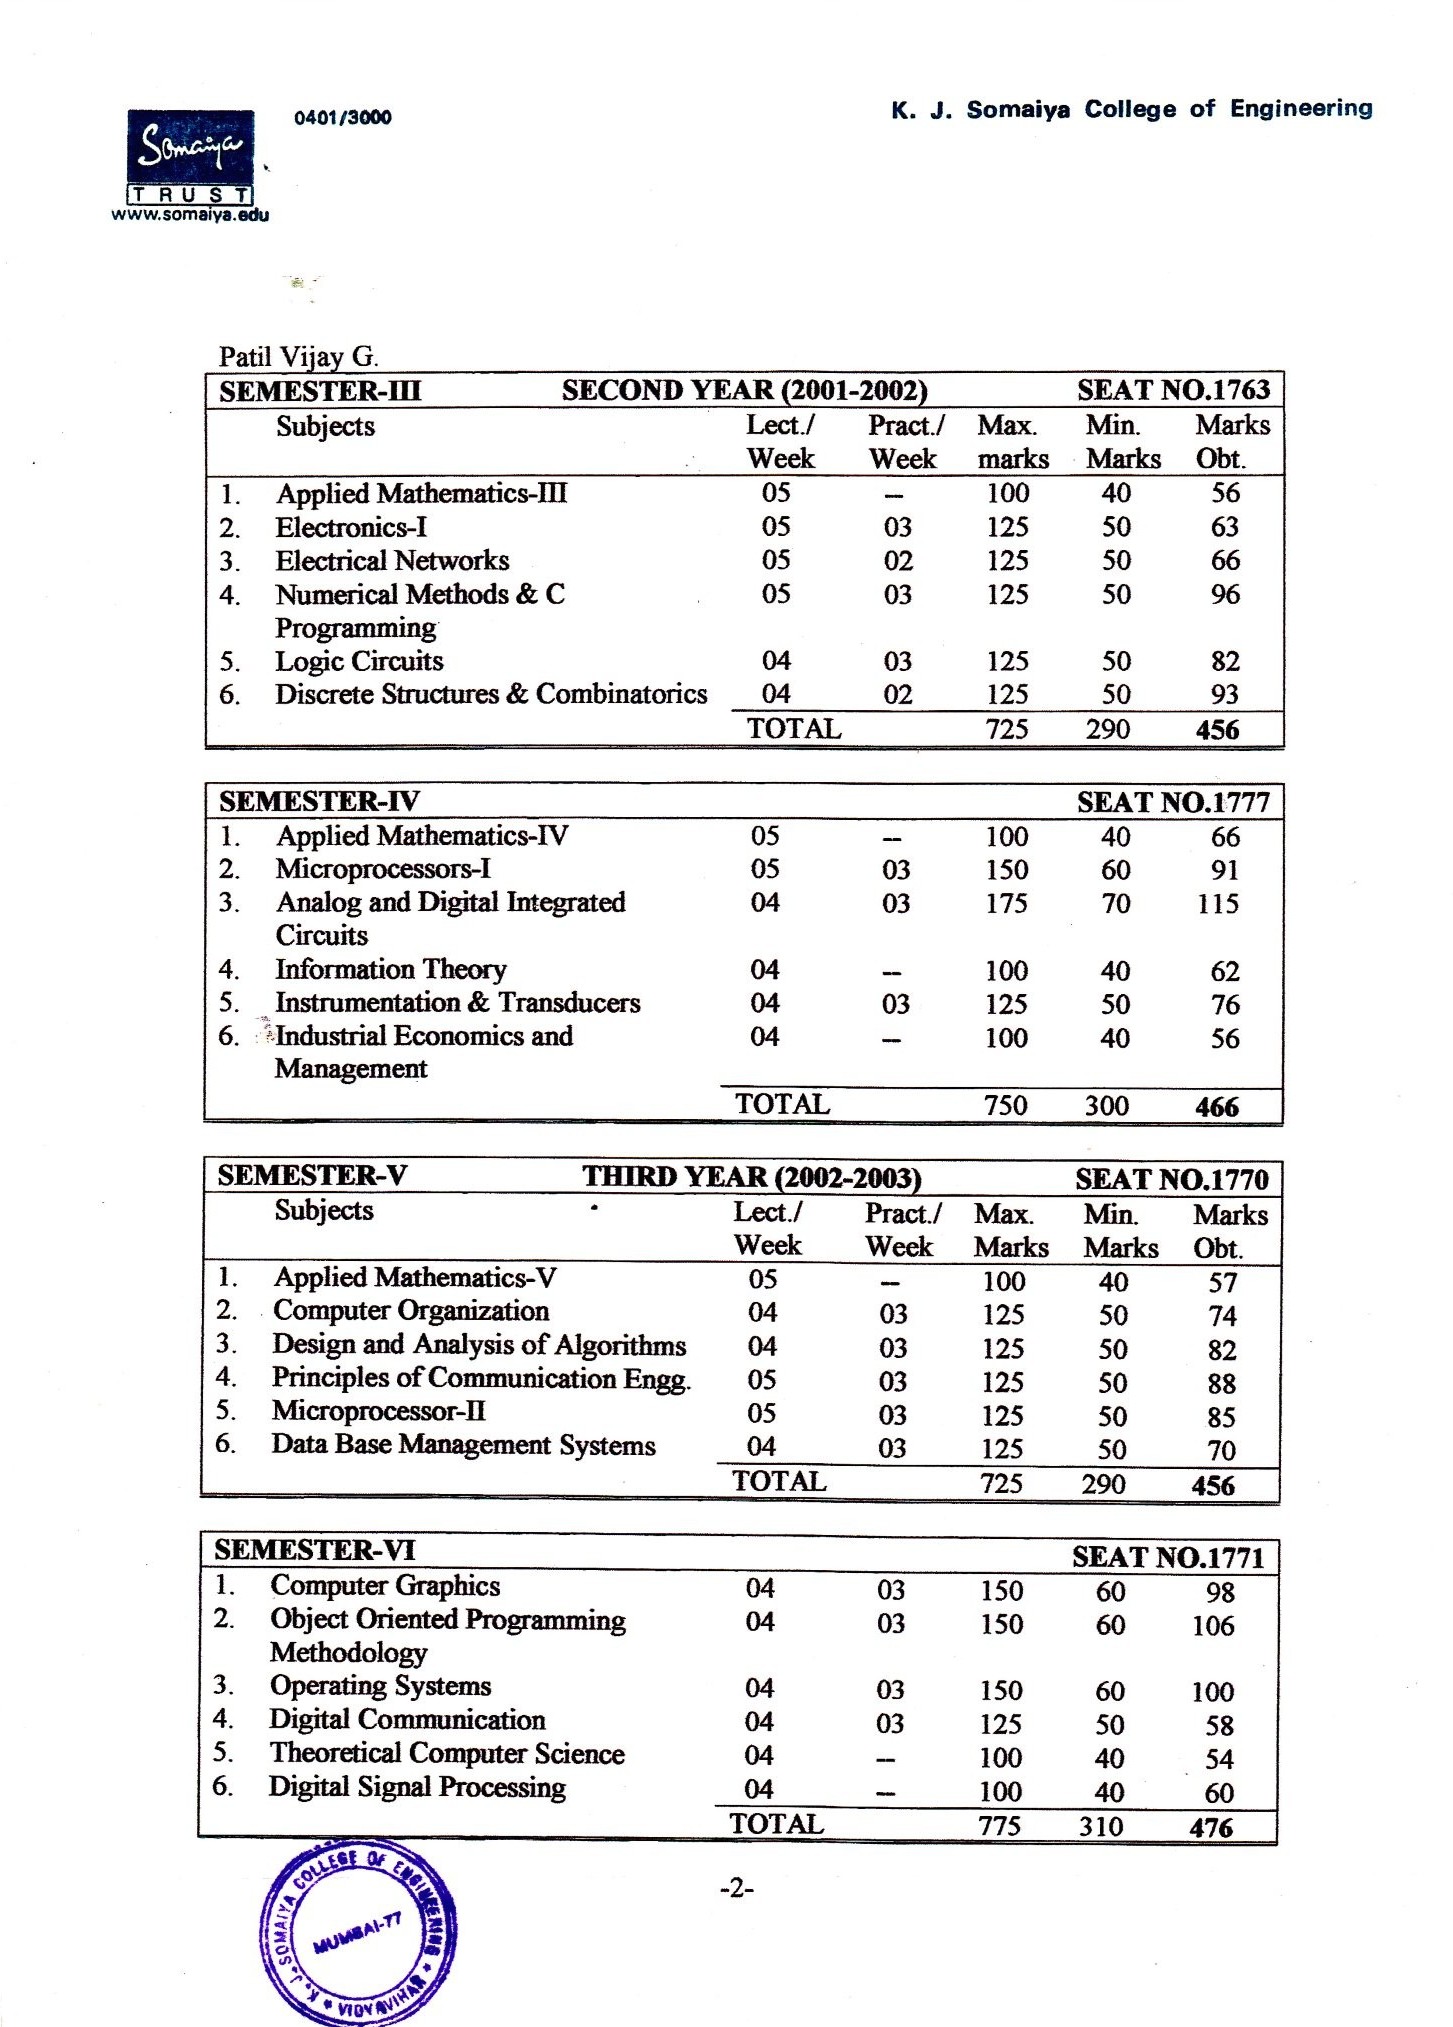 Somaiya
TRUST
www.somaiya.edu
0401/3000
K. J. Somaiya College of Engineering
Patil Vijay G.
SEMESTER-III SECOND YEAR (2001-2002) SEAT NO.1763
Subjects Lect./ Pract./ Max. Min. Marks
Week Week marks Marks Obt.
1. Applied Mathematics-III 05 -- 100 40 56
2. Electronics-I 05 03 125 50 63
3. Electrical Networks 05 02 125 50 66
4. Numerical Methods & C 05 03 125 50 96
Programming
5. Logic Circuits 04 03 125 50 82
6. Discrete Structures & Combinatorics 04 02 125 50 93
TOTAL 725 290 456
SEMESTER-IV SEAT NO.1777
1. Applied Mathematics-IV 05 -- 100 40 66
2. Microprocessors-I 05 03 150 60 91
3. Analog and Digital Integrated 04 03 175 70 115
Circuits
4. Information Theory 04 -- 100 40 62
5. Instrumentation & Transducers 04 03 125 50 76
6. Industrial Economics and 04 -- 100 40 56
Management
TOTAL 750 300 466
SEMESTER-V THIRD YEAR (2002-2003) SEAT NO.1770
Subjects Lect./ Pract./ Max. Min. Marks
Week Week Marks Marks Obt.
1. Applied Mathematics-V 05 -- 100 40 57
2. Computer Organization 04 03 125 50 74
3. Design and Analysis of Algorithms 04 03 125 50 82
4. Principles of Communication Engg. 05 03 125 50 88
5. Microprocessor-II 05 03 125 50 85
6. Data Base Management Systems 04 03 125 50 70
TOTAL 725 290 456
SEMESTER-VI SEAT NO.1771
1. Computer Graphics 04 03 150 60 98
2. Object Oriented Programming 04 03 150 60 106
Methodology
3. Operating Systems 04 03 150 60 100
4. Digital Communication 04 03 125 50 58
5. Theoretical Computer Science 04 -- 100 40 54
6. Digital Signal Processing 04 -- 100 40 60
TOTAL 775 310 476
-2-
K. J. SOMAIYA COLLEGE OF ENGINEERING
MUMBAI-77
* VIDYAVIHAR *